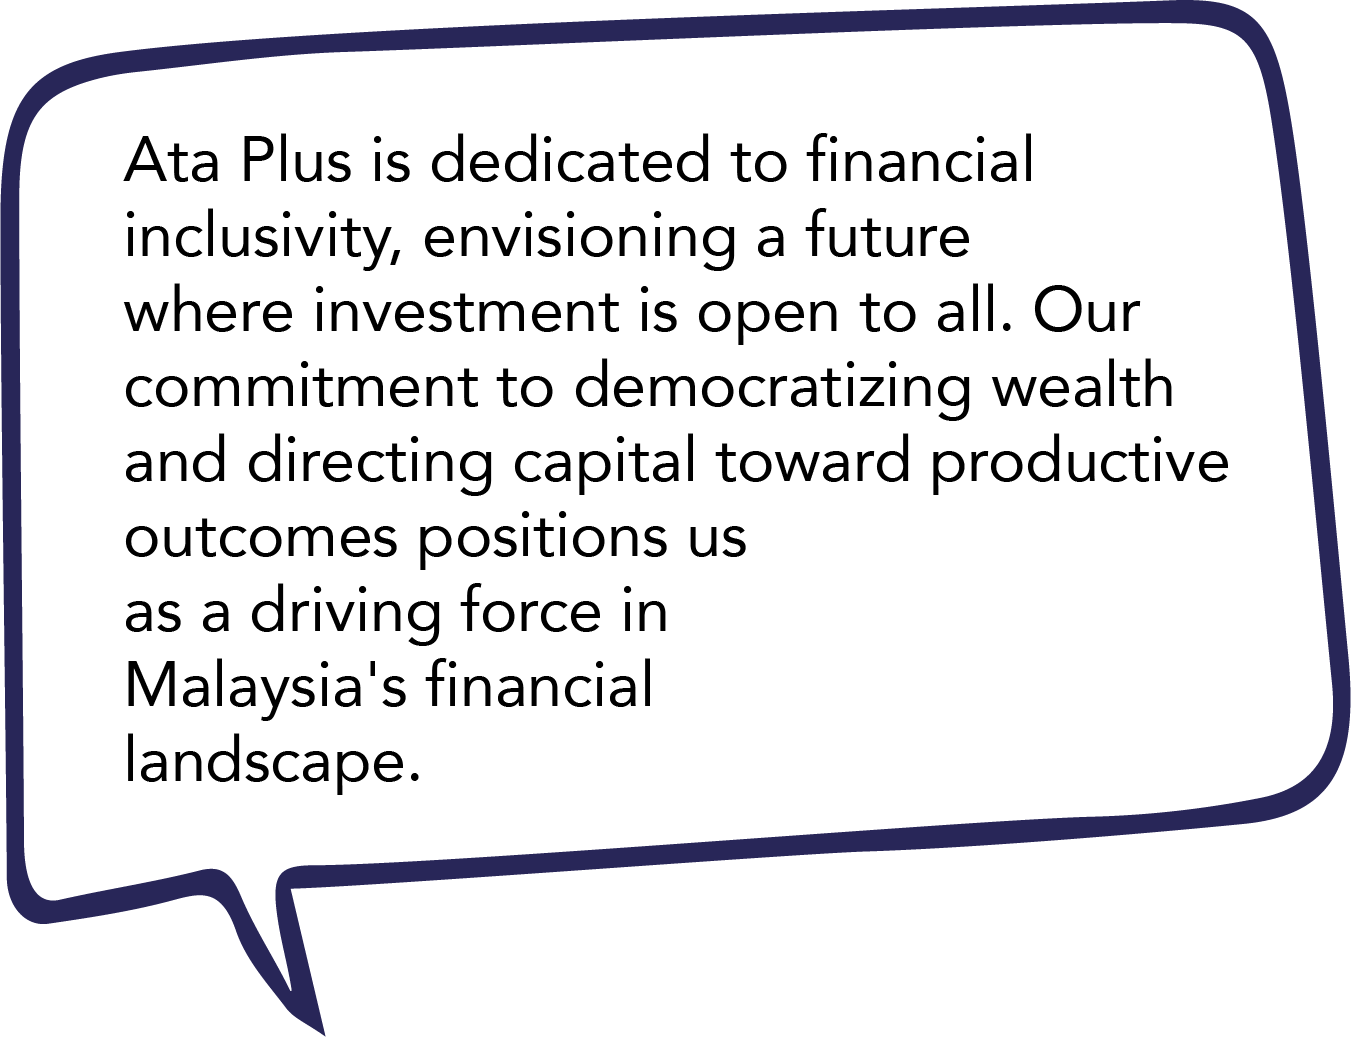 Ata Plus is dedicated to financial
inclusivity, envisioning a future
where investment is open to all. Our
commitment to democratizing wealth
and directing capital toward productive
outcomes positions us
as a driving force in
Malaysia's financial
landscape.